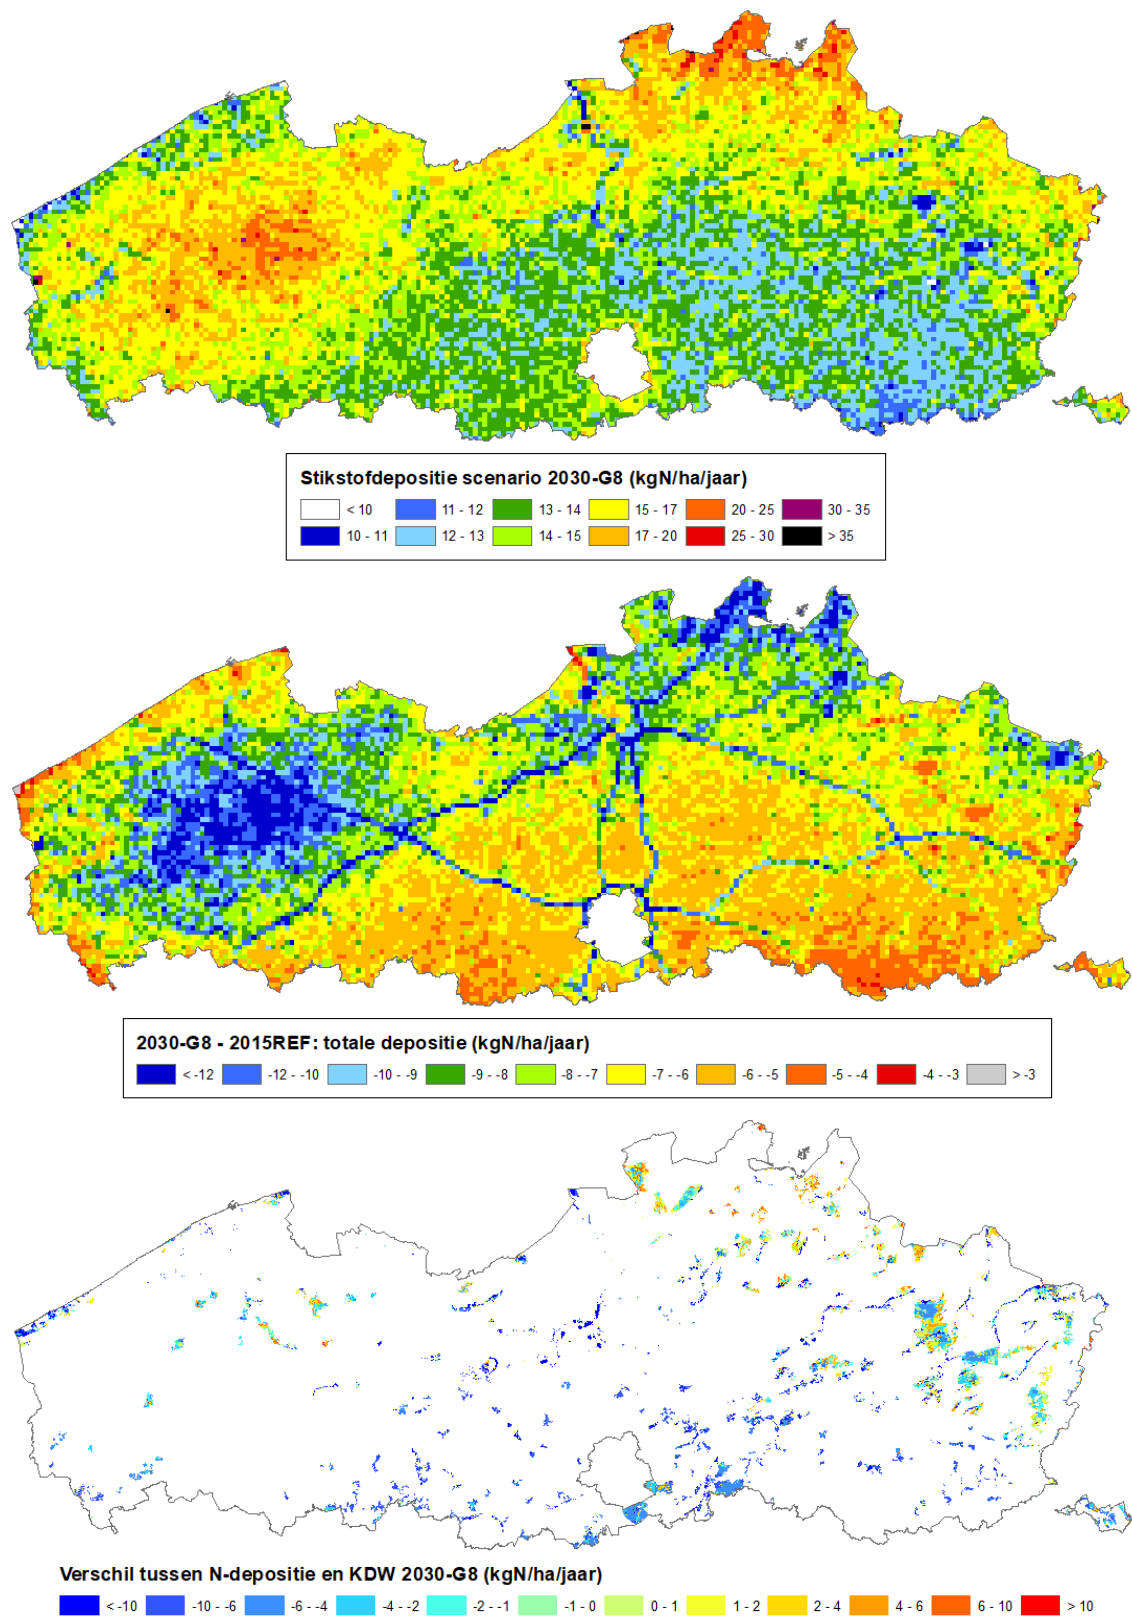 Stikstofdepositie scenario 2030-G8 (kgN/ha/jaar)
< 10 11 - 12 13 - 14 15 - 17 20 - 25 30 - 35
10 - 11 12 - 13 14 - 15 17 - 20 25 - 30 > 35
2030-G8 - 2015REF: totale depositie (kgN/ha/jaar)
< -12 -12 - -10 -10 - -9 -9 - -8 -8 - -7 -7 - -6 -6 - -5 -5 - -4 -4 - -3 > -3
Verschil tussen N-depositie en KDW 2030-G8 (kgN/ha/jaar)
< -10 -10 - -6 -6 - -4 -4 - -2 -2 - -1 -1 - 0 0 - 1 1 - 2 2 - 4 4 - 6 6 - 10 > 10